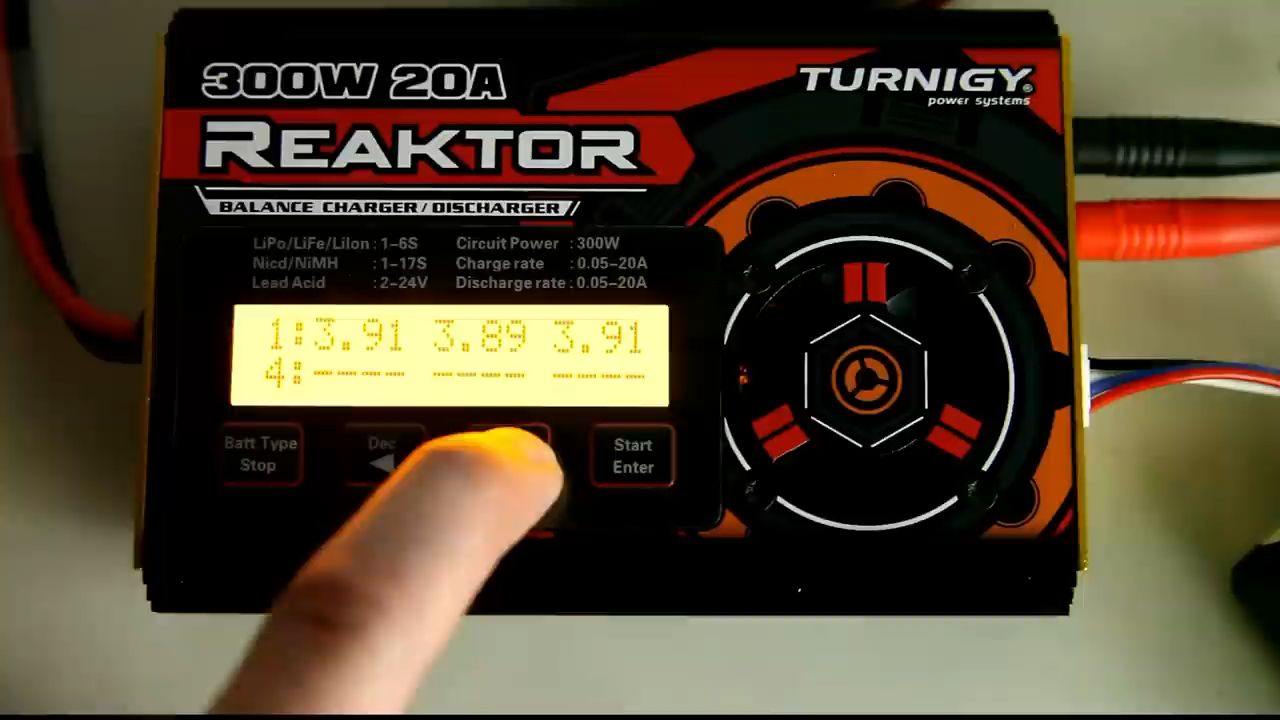 300W 20A
TURNIGY®
power systems
REAKTOR
BALANCE CHARGER/DISCHARGER
LiPo/LiFe/LiIon : 1-6S Circuit Power : 300W
Nicd/NiMH : 1-17S Charge rate : 0.05-20A
Lead Acid : 2-24V Discharge rate : 0.05-20A
1:3.91 3.89 3.91
4:---- ---- ----
Batt Type
Stop
Dec
Start
Enter